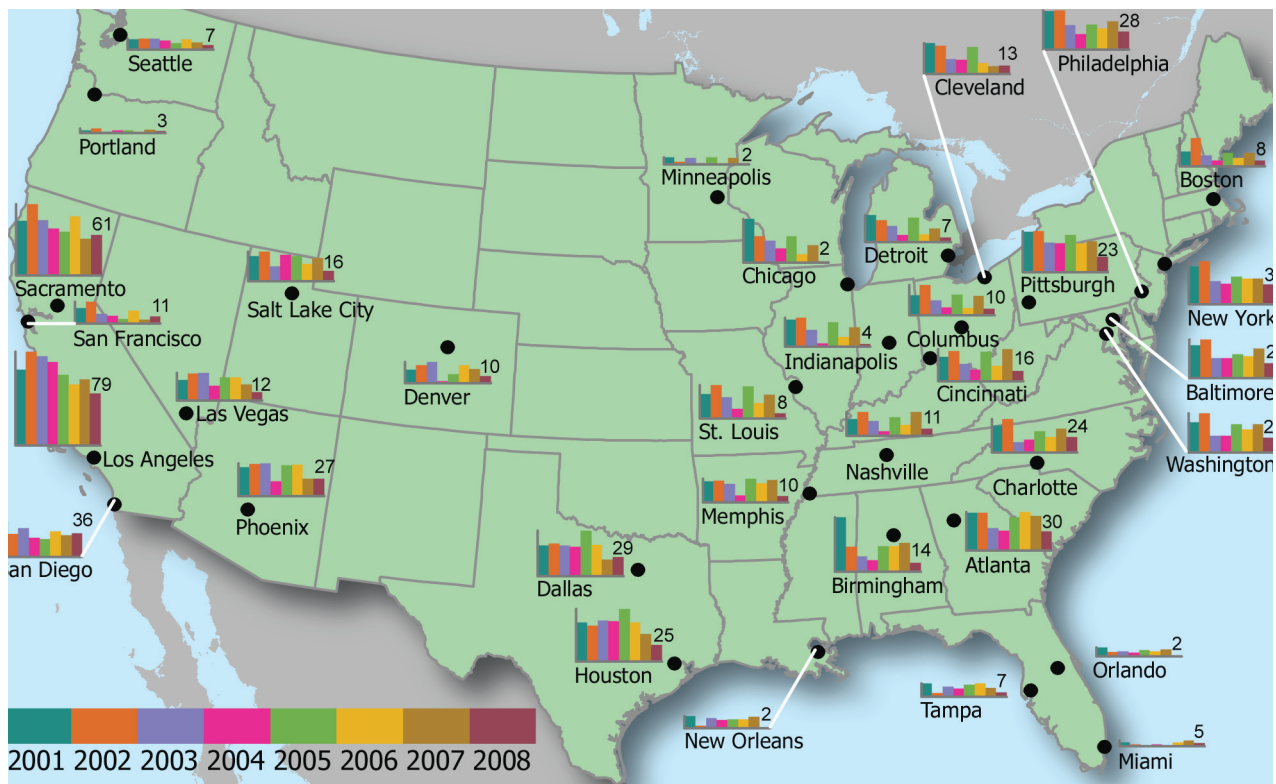 7
Seattle
3
Portland
61
Sacramento
11
San Francisco
79
Los Angeles
36
an Diego
12
Las Vegas
16
Salt Lake City
27
Phoenix
10
Denver
2
Minneapolis
2
Chicago
7
Detroit
13
Cleveland
28
Philadelphia
8
Boston
23
Pittsburgh
3
New York
2
Baltimore
2
Washington
10
Columbus
4
Indianapolis
16
Cincinnati
8
St. Louis
11
Nashville
24
Charlotte
10
Memphis
14
Birmingham
30
Atlanta
29
Dallas
25
Houston
2
New Orleans
7
Tampa
2
Orlando
5
Miami
2001 2002 2003 2004 2005 2006 2007 2008